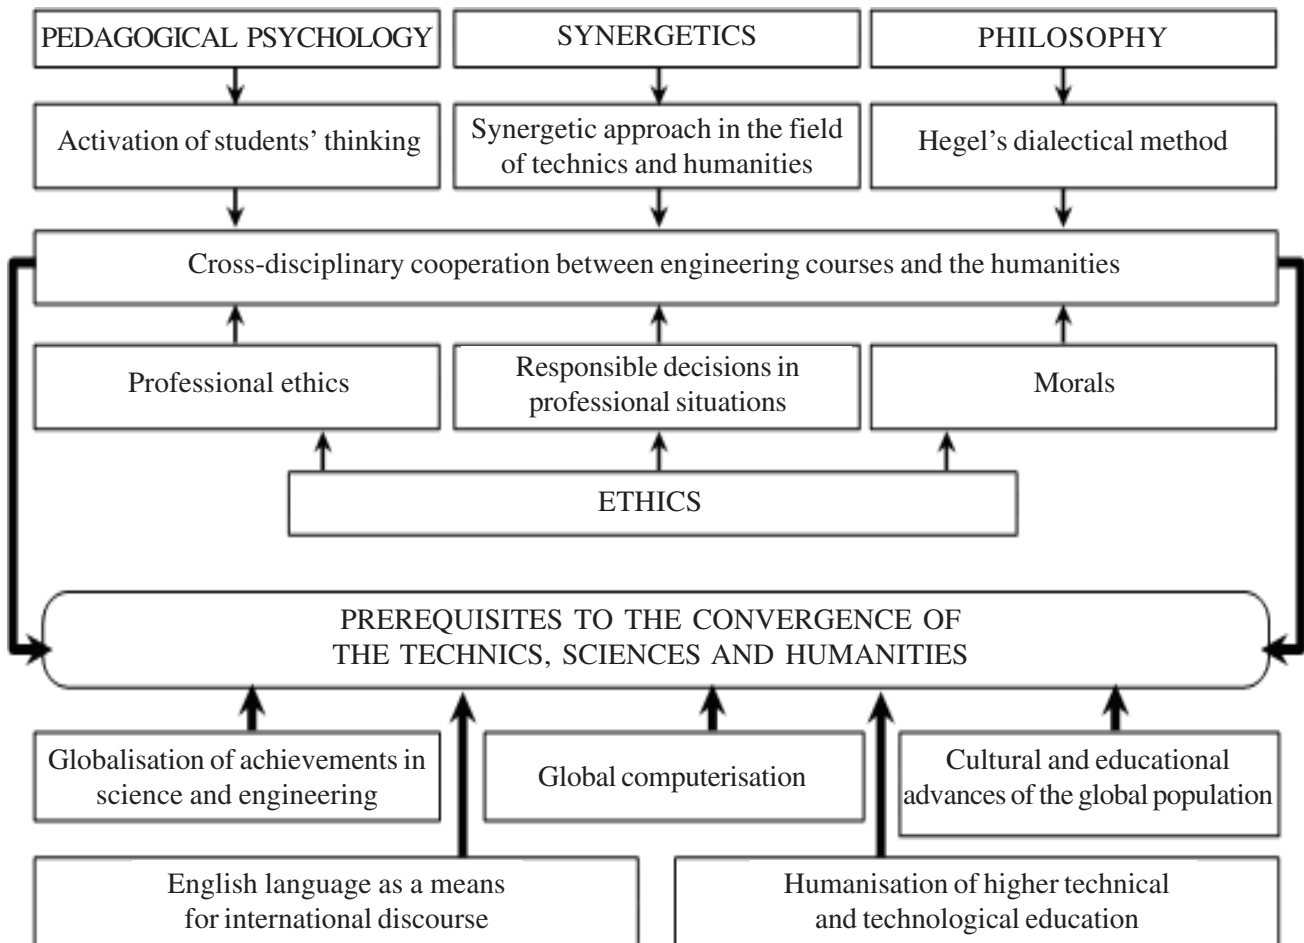 PEDAGOGICAL PSYCHOLOGY
SYNERGETICS
PHILOSOPHY
Activation of students’ thinking
Synergetic approach in the field
of technics and humanities
Hegel’s dialectical method
Cross-disciplinary cooperation between engineering courses and the humanities
Professional ethics
Responsible decisions in
professional situations
Morals
ETHICS
PREREQUISITES TO THE CONVERGENCE OF
THE TECHNICS, SCIENCES AND HUMANITIES
Globalisation of achievements in
science and engineering
Global computerisation
Cultural and educational
advances of the global population
English language as a means
for international discourse
Humanisation of higher technical
and technological education